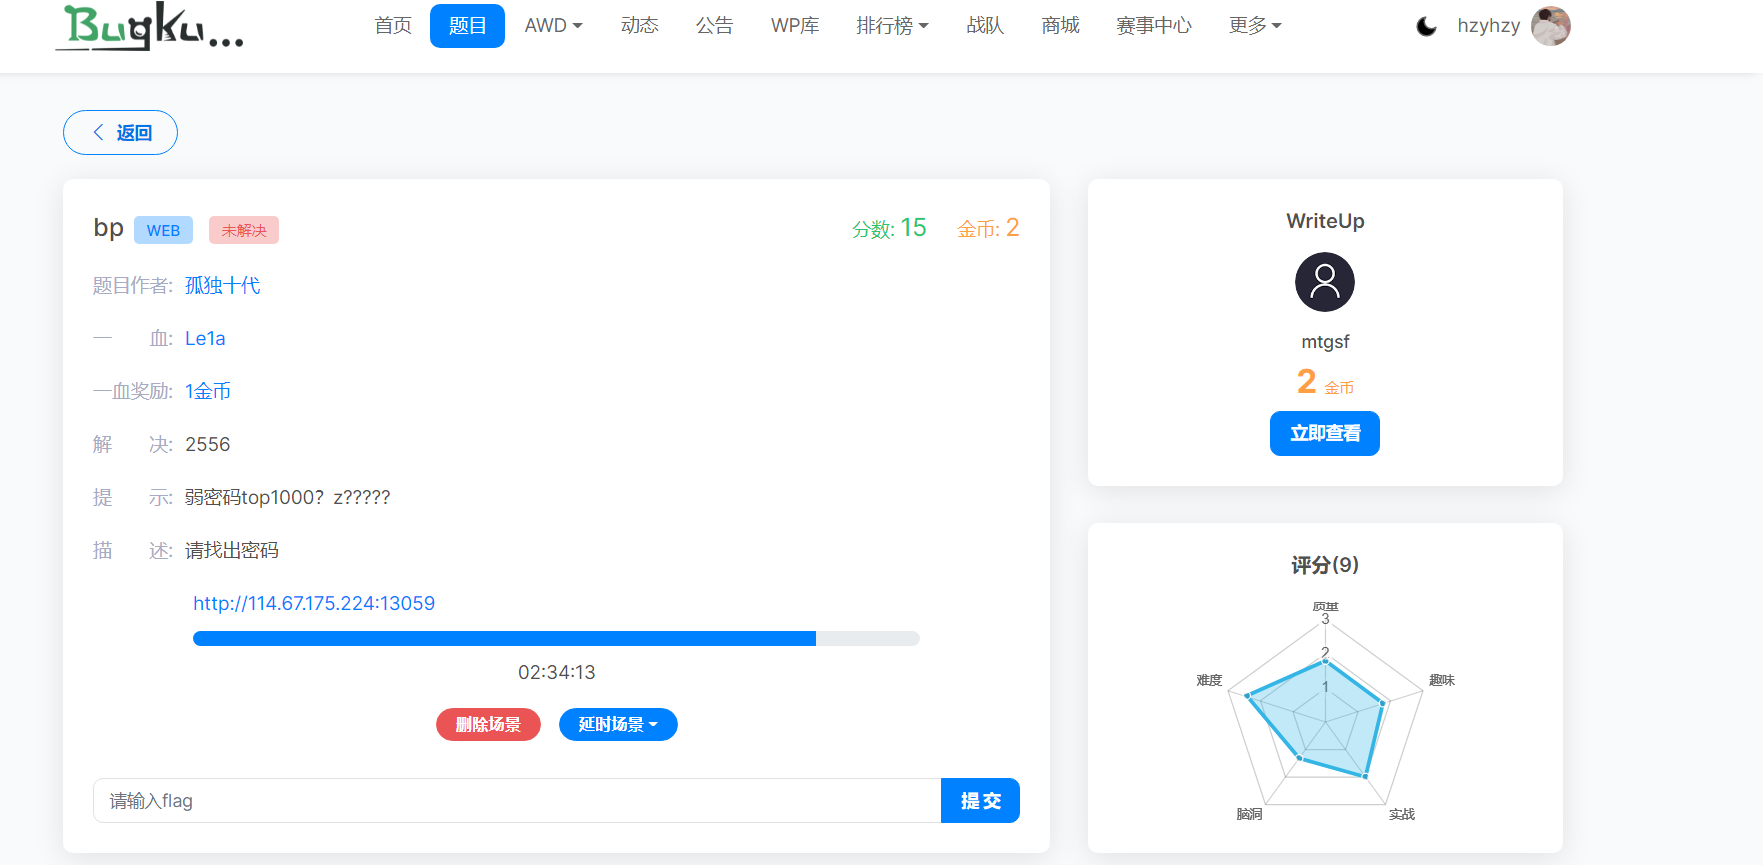 Bugku...
首页 题目 AWD 动态 公告 WP库 排行榜 战队 商城 赛事中心 更多 hzyhzy
返回
bp WEB 未解决 分数: 15 金币: 2
题目作者: 孤独十代
一 血: Le1a
一血奖励: 1金币
解 决: 2556
提 示: 弱密码top1000？z?????
描 述: 请找出密码
http://114.67.175.224:13059
02:34:13
删除场景 延时场景
请输入flag 提 交
WriteUp
mtgsf
2 金币
立即查看
评分(9)
质量
3
2
1
难度 趣味
脑洞 实战